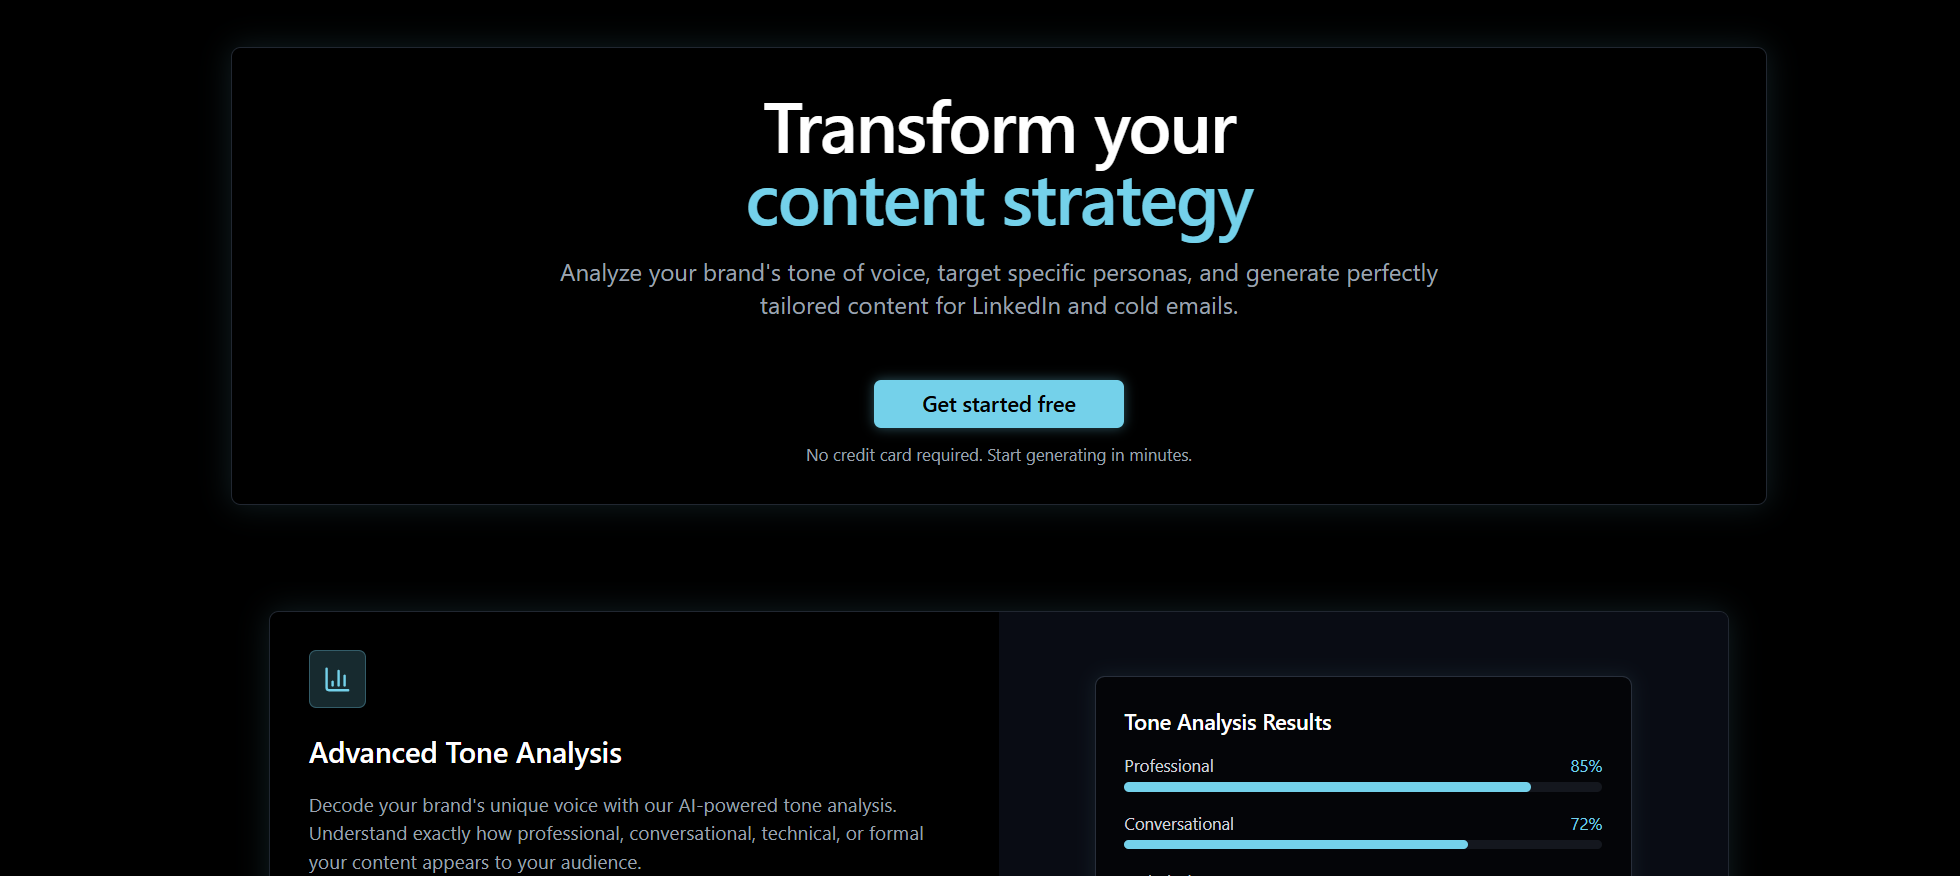 Transform your
content strategy
Analyze your brand's tone of voice, target specific personas, and generate perfectly
tailored content for LinkedIn and cold emails.
Get started free
No credit card required. Start generating in minutes.
Advanced Tone Analysis
Decode your brand's unique voice with our AI-powered tone analysis.
Understand exactly how professional, conversational, technical, or formal
your content appears to your audience.
Tone Analysis Results
Professional 85%
Conversational 72%